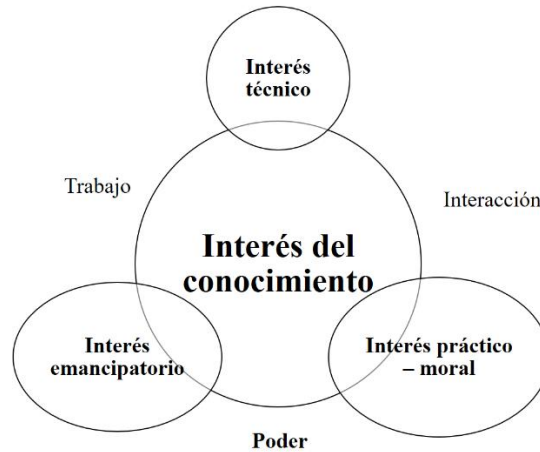 Interés
técnico
Trabajo
Interacción
Interés del
conocimiento
Interés
emancipatorio
Interés práctico
– moral
Poder